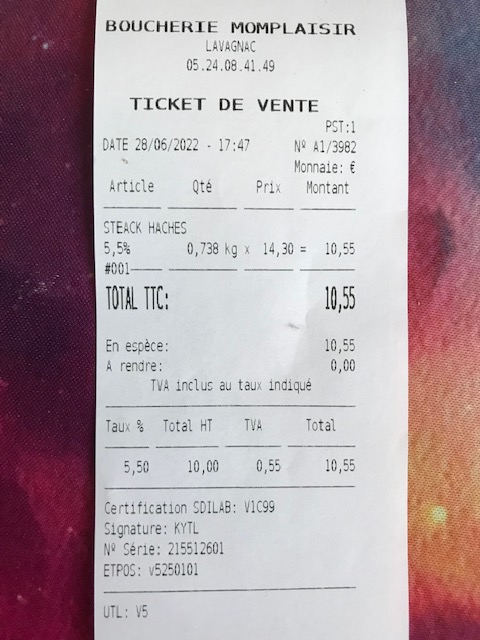 BOUCHERIE MOMPLAISIR
LAVAGNAC
05.24.08.41.49
TICKET DE VENTE
PST:1
DATE 28/06/2022 - 17:47 Nº A1/3982
Monnaie: €
Article Qté Prix Montant
STEACK HACHES
5,5% 0,738 kg x 14,30 = 10,55
#001
TOTAL TTC: 10,55
En espèce: 10,55
A rendre: 0,00
TVA inclus au taux indiqué
Taux % Total HT TVA Total
5,50 10,00 0,55 10,55
Certification SDILAB: V1C99
Signature: KYTL
Nº Série: 215512601
ETPOS: v5250101
UTL: V5